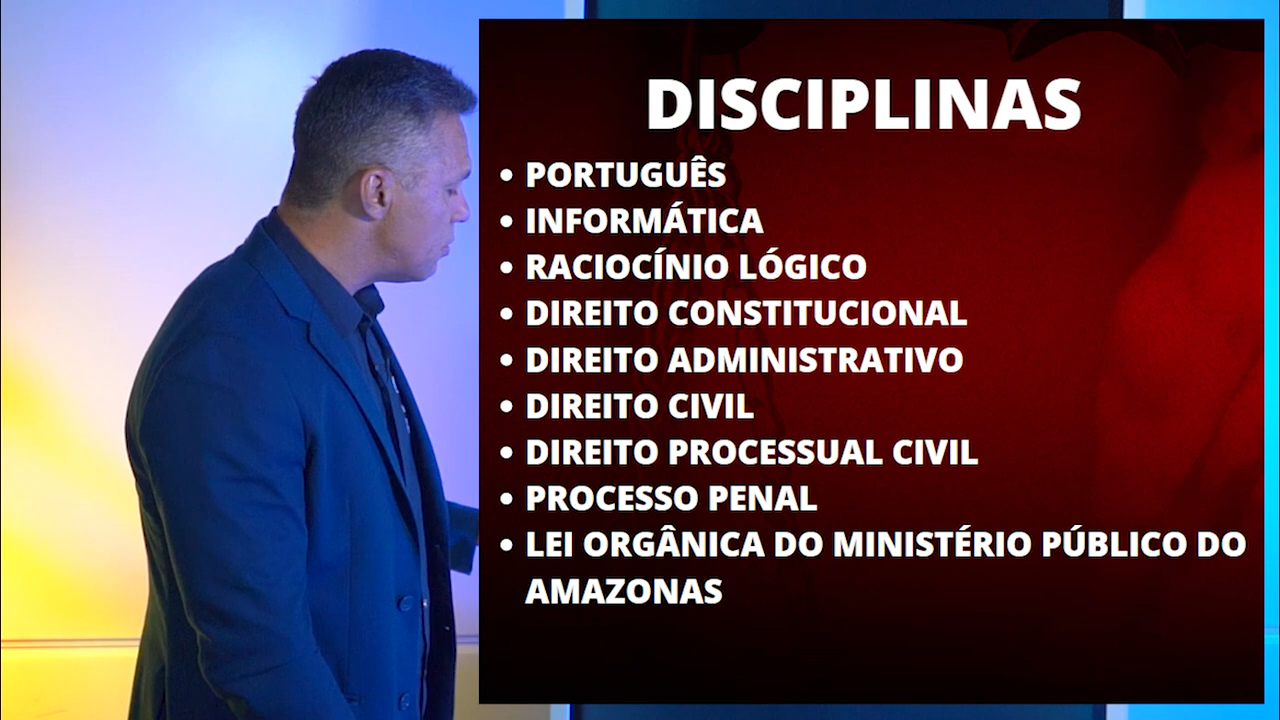 DISCIPLINAS
• PORTUGUÊS
• INFORMÁTICA
• RACIOCÍNIO LÓGICO
• DIREITO CONSTITUCIONAL
• DIREITO ADMINISTRATIVO
• DIREITO CIVIL
• DIREITO PROCESSUAL CIVIL
• PROCESSO PENAL
• LEI ORGÂNICA DO MINISTÉRIO PÚBLICO DO
AMAZONAS